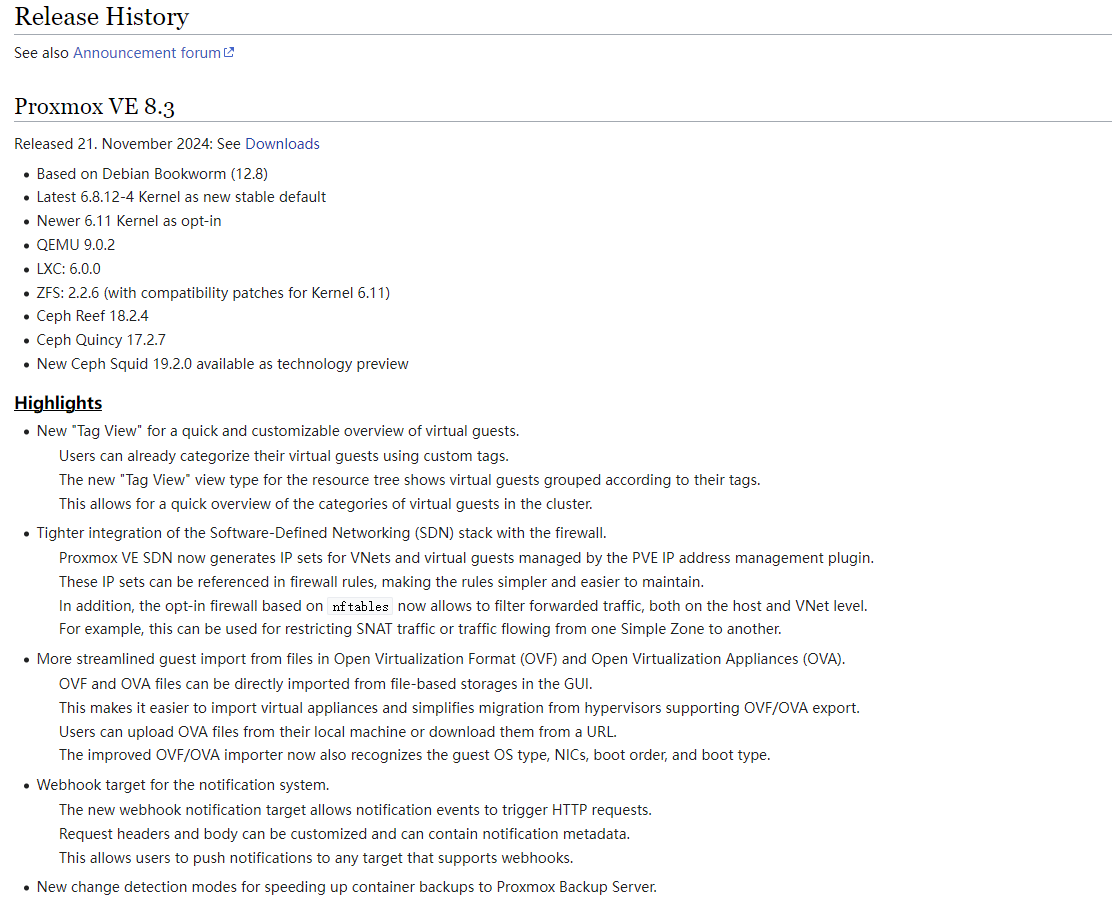 Release History
See also Announcement forum
Proxmox VE 8.3
Released 21. November 2024: See Downloads
Based on Debian Bookworm (12.8)
Latest 6.8.12-4 Kernel as new stable default
Newer 6.11 Kernel as opt-in
QEMU 9.0.2
LXC: 6.0.0
ZFS: 2.2.6 (with compatibility patches for Kernel 6.11)
Ceph Reef 18.2.4
Ceph Quincy 17.2.7
New Ceph Squid 19.2.0 available as technology preview
Highlights
New "Tag View" for a quick and customizable overview of virtual guests.
Users can already categorize their virtual guests using custom tags.
The new "Tag View" view type for the resource tree shows virtual guests grouped according to their tags.
This allows for a quick overview of the categories of virtual guests in the cluster.
Tighter integration of the Software-Defined Networking (SDN) stack with the firewall.
Proxmox VE SDN now generates IP sets for VNets and virtual guests managed by the PVE IP address management plugin.
These IP sets can be referenced in firewall rules, making the rules simpler and easier to maintain.
In addition, the opt-in firewall based on nftables now allows to filter forwarded traffic, both on the host and VNet level.
For example, this can be used for restricting SNAT traffic or traffic flowing from one Simple Zone to another.
More streamlined guest import from files in Open Virtualization Format (OVF) and Open Virtualization Appliances (OVA).
OVF and OVA files can be directly imported from file-based storages in the GUI.
This makes it easier to import virtual appliances and simplifies migration from hypervisors supporting OVF/OVA export.
Users can upload OVA files from their local machine or download them from a URL.
The improved OVF/OVA importer now also recognizes the guest OS type, NICs, boot order, and boot type.
Webhook target for the notification system.
The new webhook notification target allows notification events to trigger HTTP requests.
Request headers and body can be customized and can contain notification metadata.
This allows users to push notifications to any target that supports webhooks.
New change detection modes for speeding up container backups to Proxmox Backup Server.